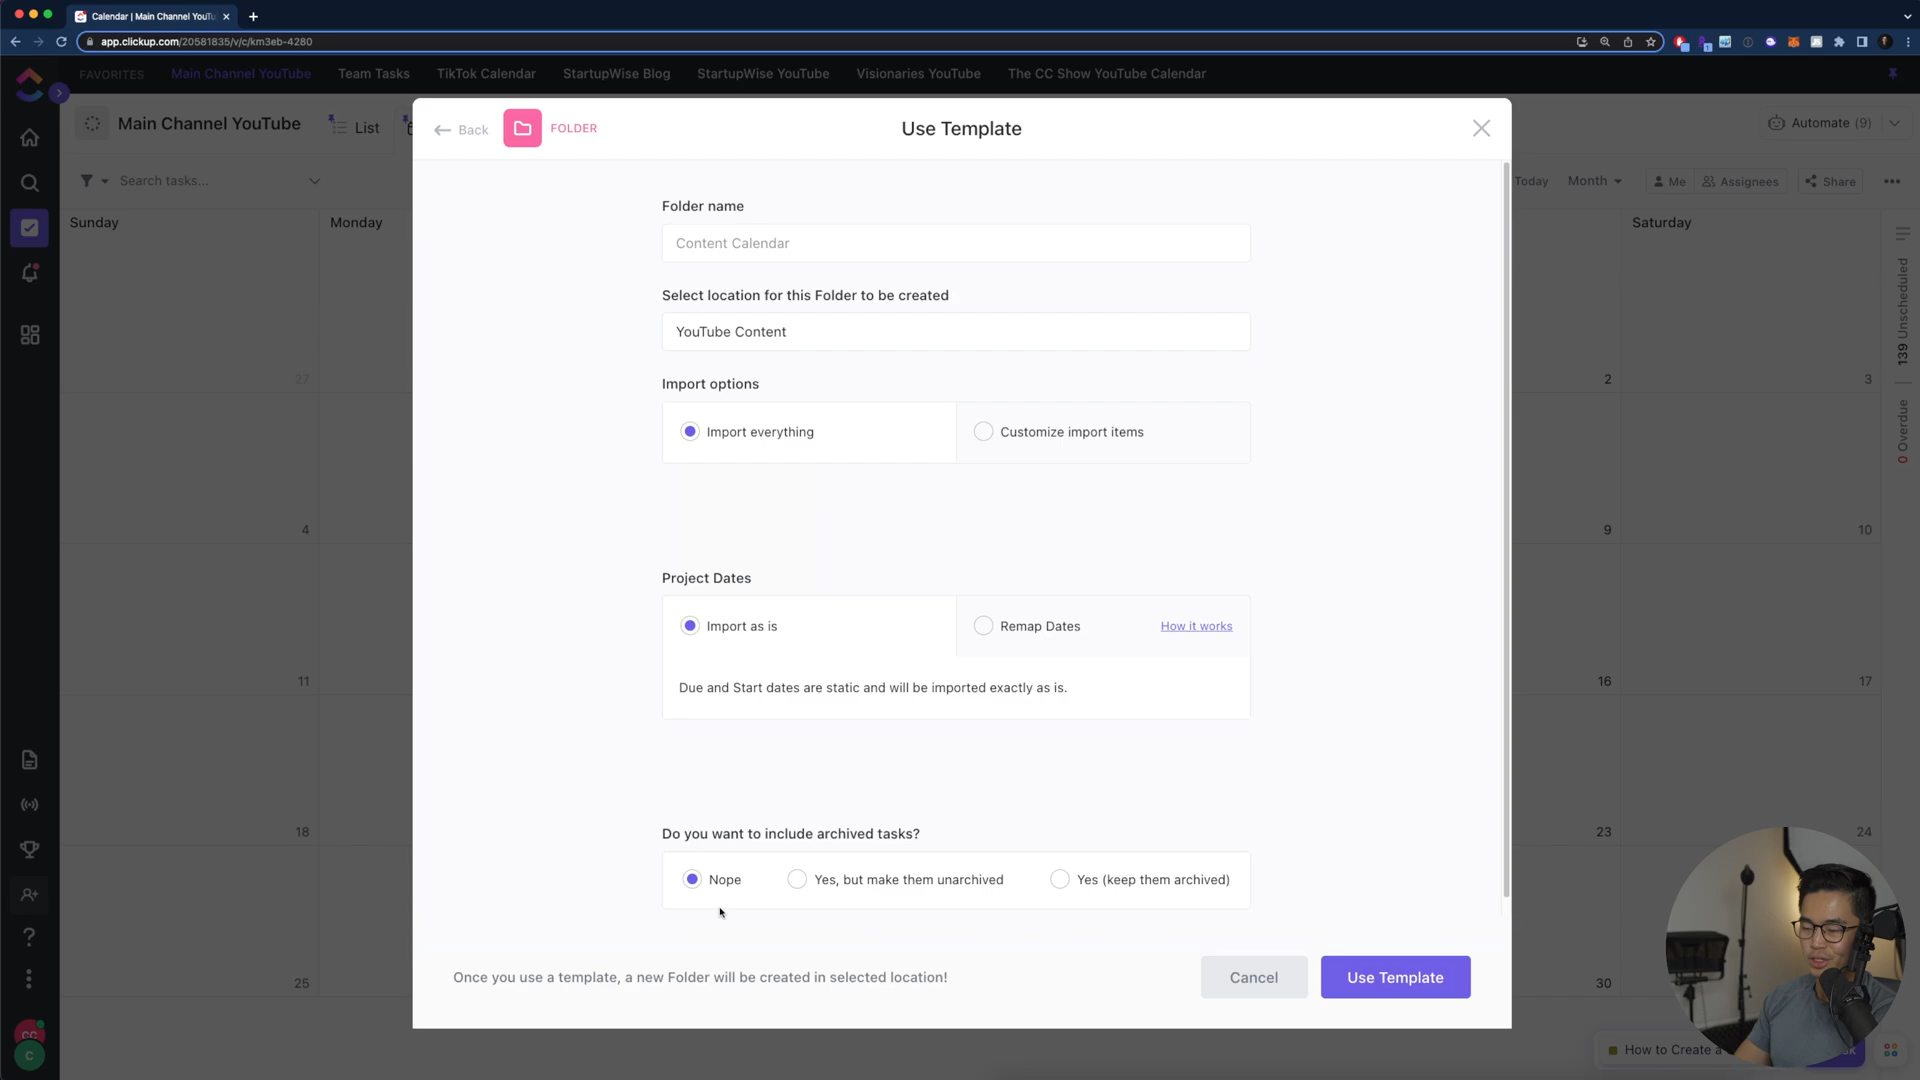 Calendar | Main Channel YouTu
app.clickup.com/20581835/v/c/km3eb-4280
FAVORITES
Main Channel YouTube
Team Tasks
TikTok Calendar
StartupWise Blog
StartupWise YouTube
Visionaries YouTube
The CC Show YouTube Calendar
Main Channel YouTube
List
Automate (9)
Search tasks...
Today
Month
Me
Assignees
Share
Sunday
Monday
Saturday
← Back
FOLDER
Use Template
Folder name
Content Calendar
Select location for this Folder to be created
YouTube Content
Import options
Import everything
Customize import items
Project Dates
Import as is
Remap Dates
How it works
Due and Start dates are static and will be imported exactly as is.
Do you want to include archived tasks?
Nope
Yes, but make them unarchived
Yes (keep them archived)
Once you use a template, a new Folder will be created in selected location!
Cancel
Use Template
27
2
3
4
9
10
11
16
17
18
23
24
25
30
139 Unscheduled
0 Overdue
CC
C
How to Create a